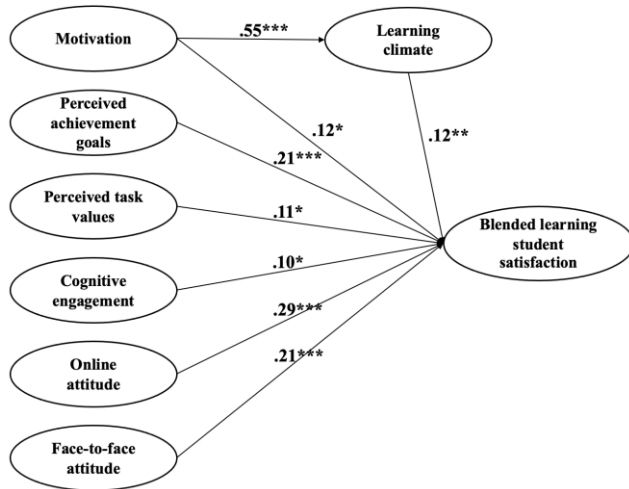 Motivation
.55***
Learning
climate
Perceived
achievement
goals
.12*
.21***
.12**
Perceived task
values
.11*
Blended learning
student
satisfaction
Cognitive
engagement
.10*
.29***
Online
attitude
.21***
Face-to-face
attitude